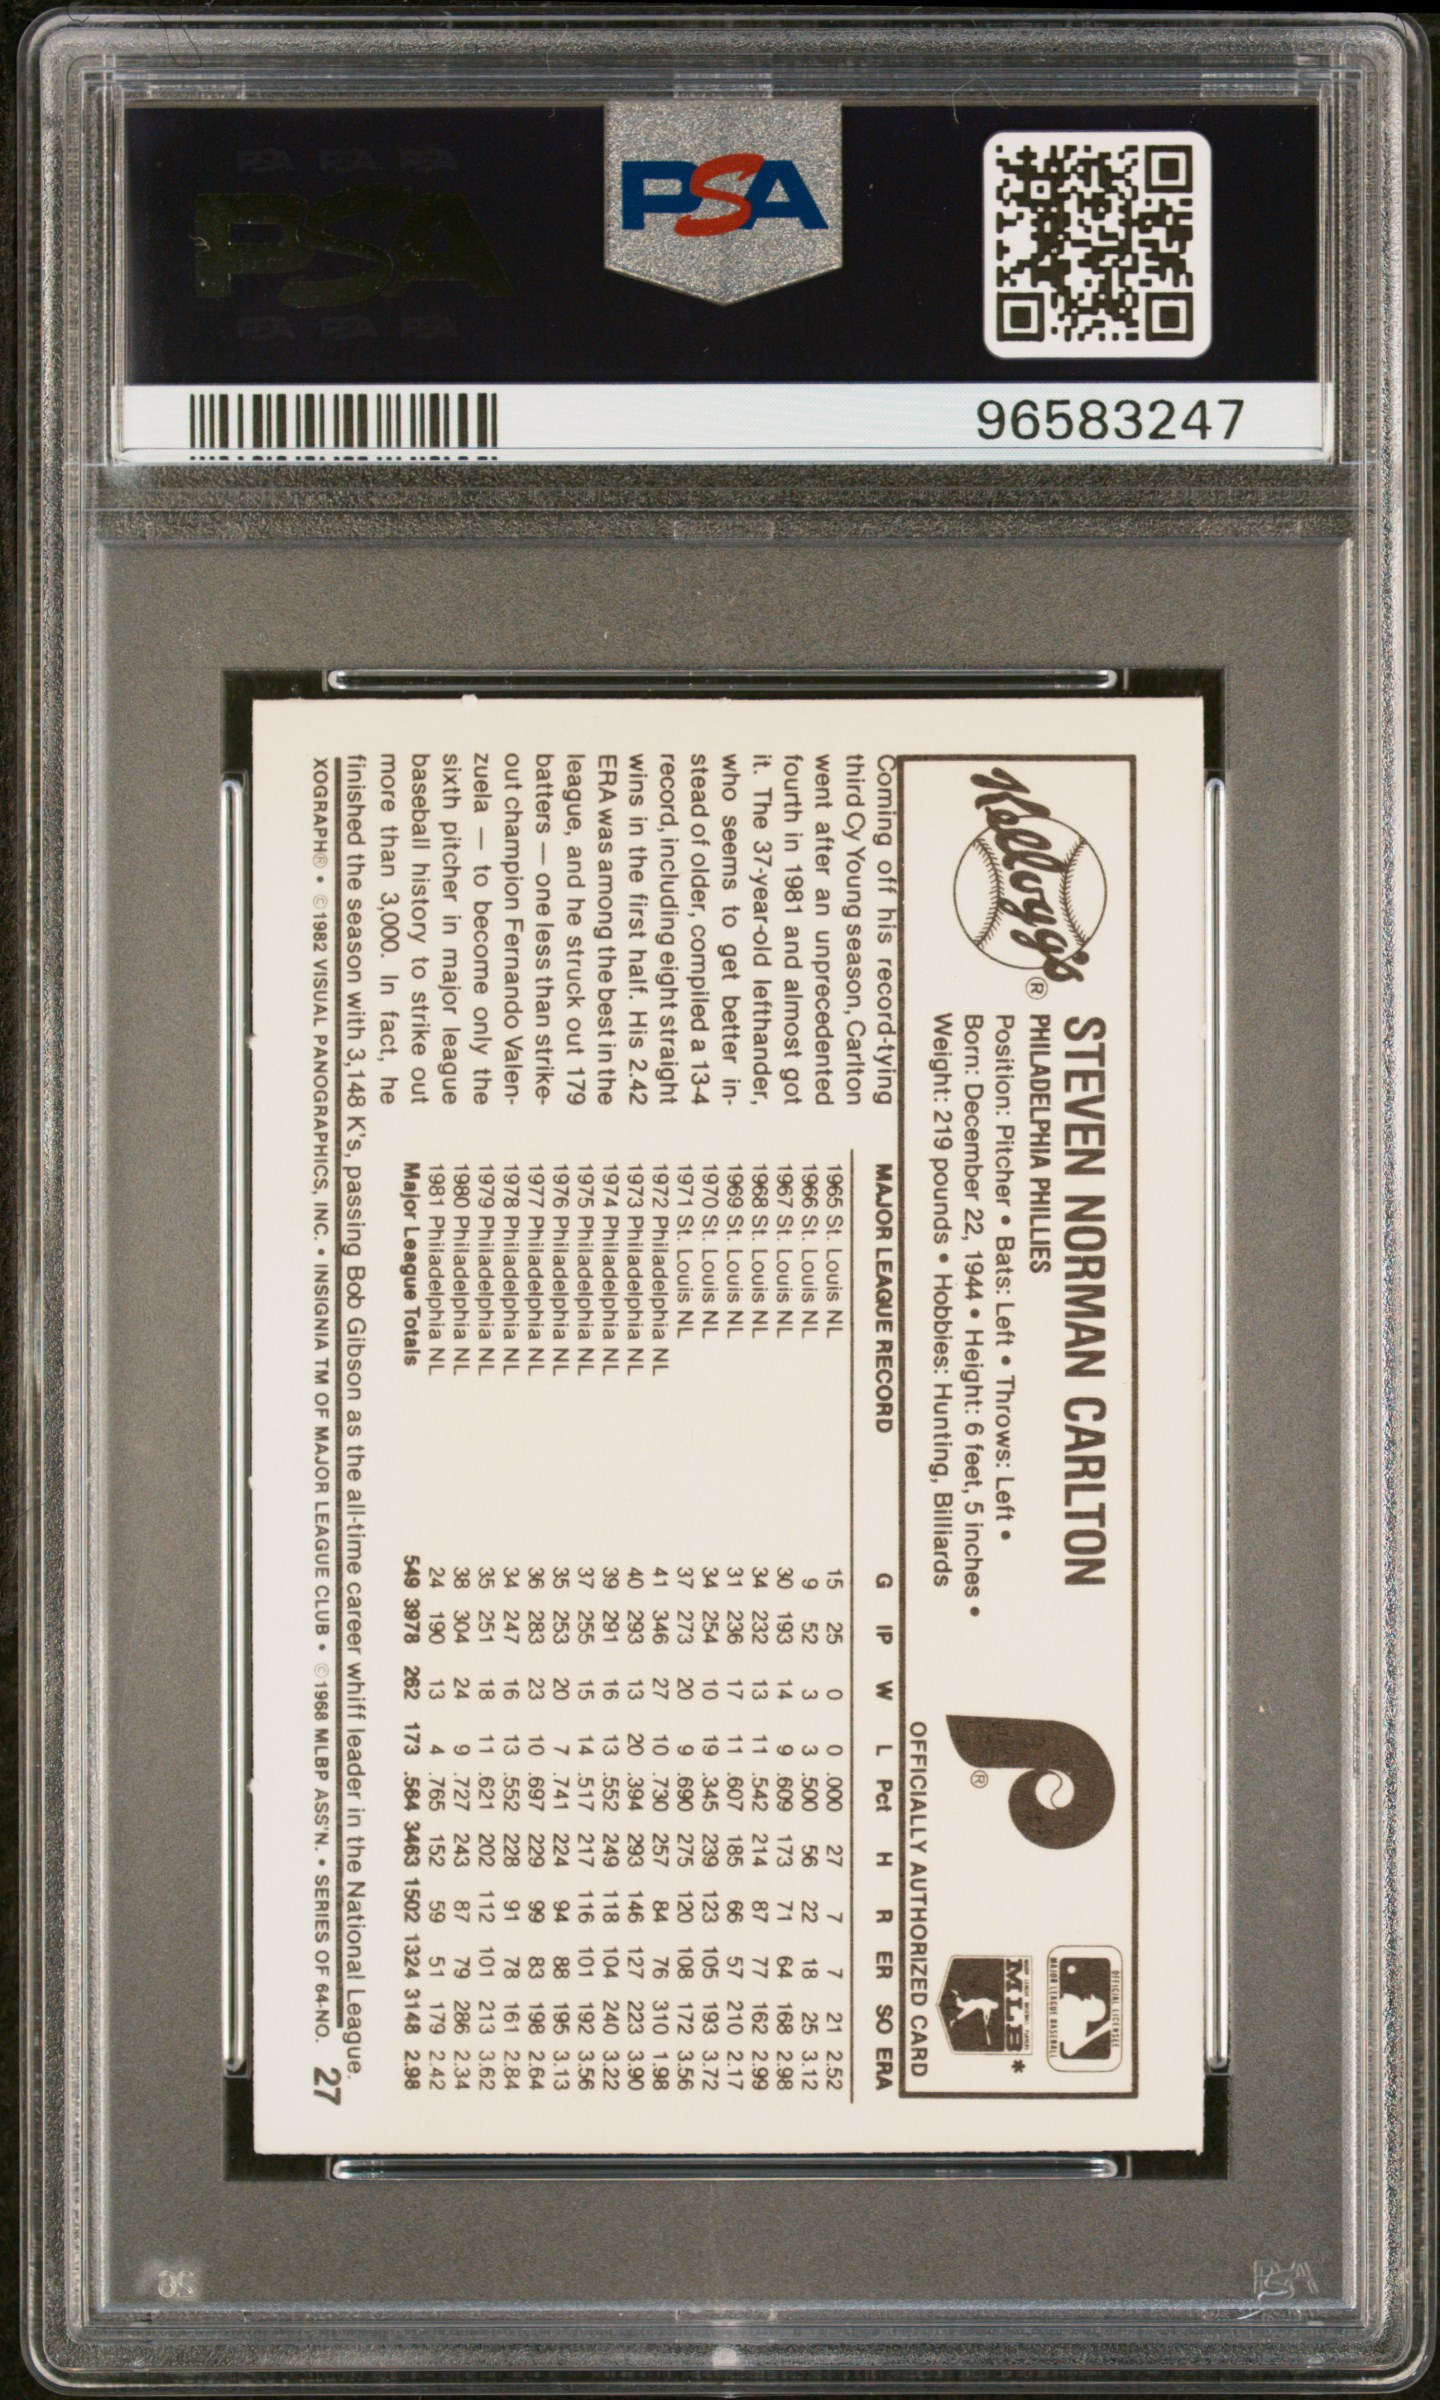 PSA PSA PSA
PSA
PSA PSA PSA
PSA
96583247
Kellogg's®
STEVEN NORMAN CARLTON
PHILADELPHIA PHILLIES
Position: Pitcher • Bats: Left • Throws: Left •
Born: December 22, 1944 • Height: 6 feet, 5 inches •
Weight: 219 pounds • Hobbies: Hunting, Billiards
P®
OFFICIAL LICENSEE
MAJOR LEAGUE BASEBALL
MLB*
OFFICIALLY AUTHORIZED CARD
Coming off his record-tying
third Cy Young season, Carlton
went after an unprecedented
fourth in 1981 and almost got
it. The 37-year-old lefthander,
who seems to get better in-
stead of older, compiled a 13-4
record, including eight straight
wins in the first half. His 2.42
ERA was among the best in the
league, and he struck out 179
batters — one less than strike-
out champion Fernando Valen-
zuela — to become only the
sixth pitcher in major league
baseball history to strike out
more than 3,000. In fact, he
finished the season with 3,148 K's, passing Bob Gibson as the all-time career whiff leader in the National League.
MAJOR LEAGUE RECORD G IP W L Pct H R ER SO ERA
1965 St. Louis NL 15 25 0 0 .000 27 7 7 21 2.52
1966 St. Louis NL 9 52 3 3 .500 56 22 18 25 3.12
1967 St. Louis NL 30 193 14 9 .609 173 71 64 168 2.98
1968 St. Louis NL 34 232 13 11 .542 214 87 77 162 2.99
1969 St. Louis NL 31 236 17 11 .607 185 66 57 210 2.17
1970 St. Louis NL 34 254 10 19 .345 239 123 105 193 3.72
1971 St. Louis NL 37 273 20 9 .690 275 120 108 172 3.56
1972 Philadelphia NL 41 346 27 10 .730 257 84 76 310 1.98
1973 Philadelphia NL 40 293 13 20 .394 293 146 127 223 3.90
1974 Philadelphia NL 39 291 16 13 .552 249 118 104 240 3.22
1975 Philadelphia NL 37 255 15 14 .517 217 116 101 192 3.56
1976 Philadelphia NL 35 253 20 7 .741 224 94 88 195 3.13
1977 Philadelphia NL 36 283 23 10 .697 229 99 83 198 2.64
1978 Philadelphia NL 34 247 16 13 .552 228 91 78 161 2.84
1979 Philadelphia NL 35 251 18 11 .621 202 112 101 213 3.62
1980 Philadelphia NL 38 304 24 9 .727 243 87 79 286 2.34
1981 Philadelphia NL 24 190 13 4 .765 152 59 51 179 2.42
Major League Totals 549 3978 262 173 .564 3463 1502 1324 3148 2.98
XOGRAPH® • ©1982 VISUAL PANOGRAPHICS, INC. • INSIGNIA TM OF MAJOR LEAGUE CLUB • ©1968 MLBP ASS'N. • SERIES OF 64-NO. 27
PSA